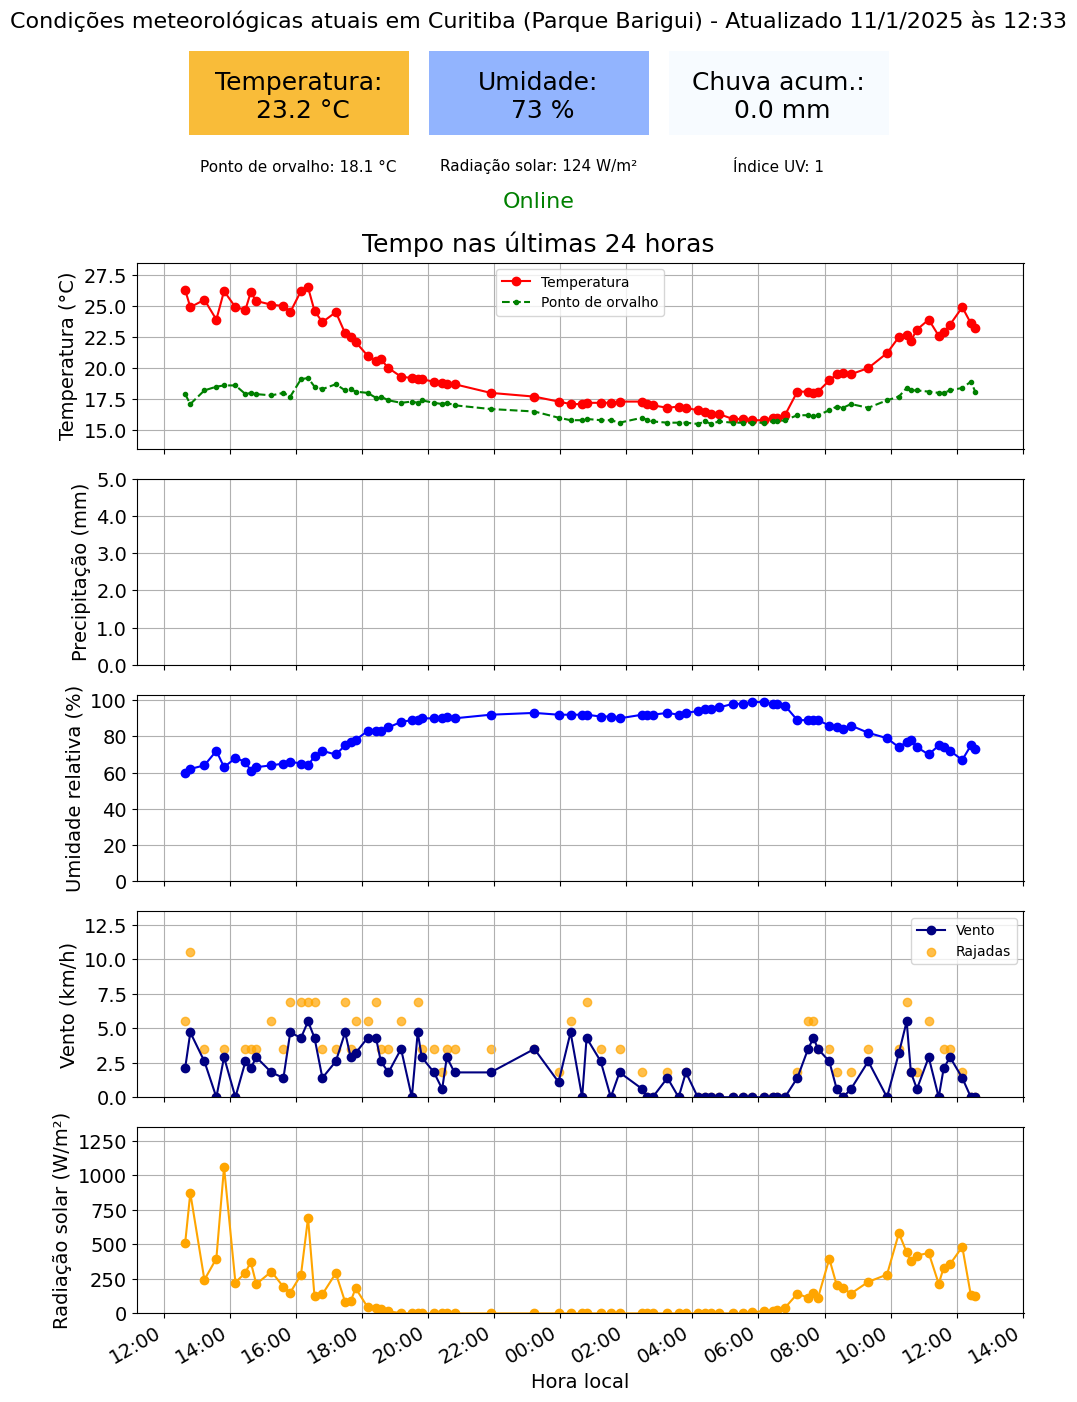 Condições meteorológicas atuais em Curitiba (Parque Barigui) - Atualizado 11/1/2025 às 12:33
Temperatura:
23.2 °C
Umidade:
73 %
Chuva acum.:
0.0 mm
Ponto de orvalho: 18.1 °C
Radiação solar: 124 W/m²
Índice UV: 1
Online
Tempo nas últimas 24 horas
Temperatura (°C)
27.5
25.0
22.5
20.0
17.5
15.0
Temperatura
Ponto de orvalho
Precipitação (mm)
5.0
4.0
3.0
2.0
1.0
0.0
Umidade relativa (%)
100
80
60
40
20
0
Vento (km/h)
12.5
10.0
7.5
5.0
2.5
0.0
Vento
Rajadas
Radiação solar (W/m²)
1250
1000
750
500
250
0
12:00
14:00
16:00
18:00
20:00
22:00
00:00
02:00
04:00
06:00
08:00
10:00
12:00
14:00
Hora local